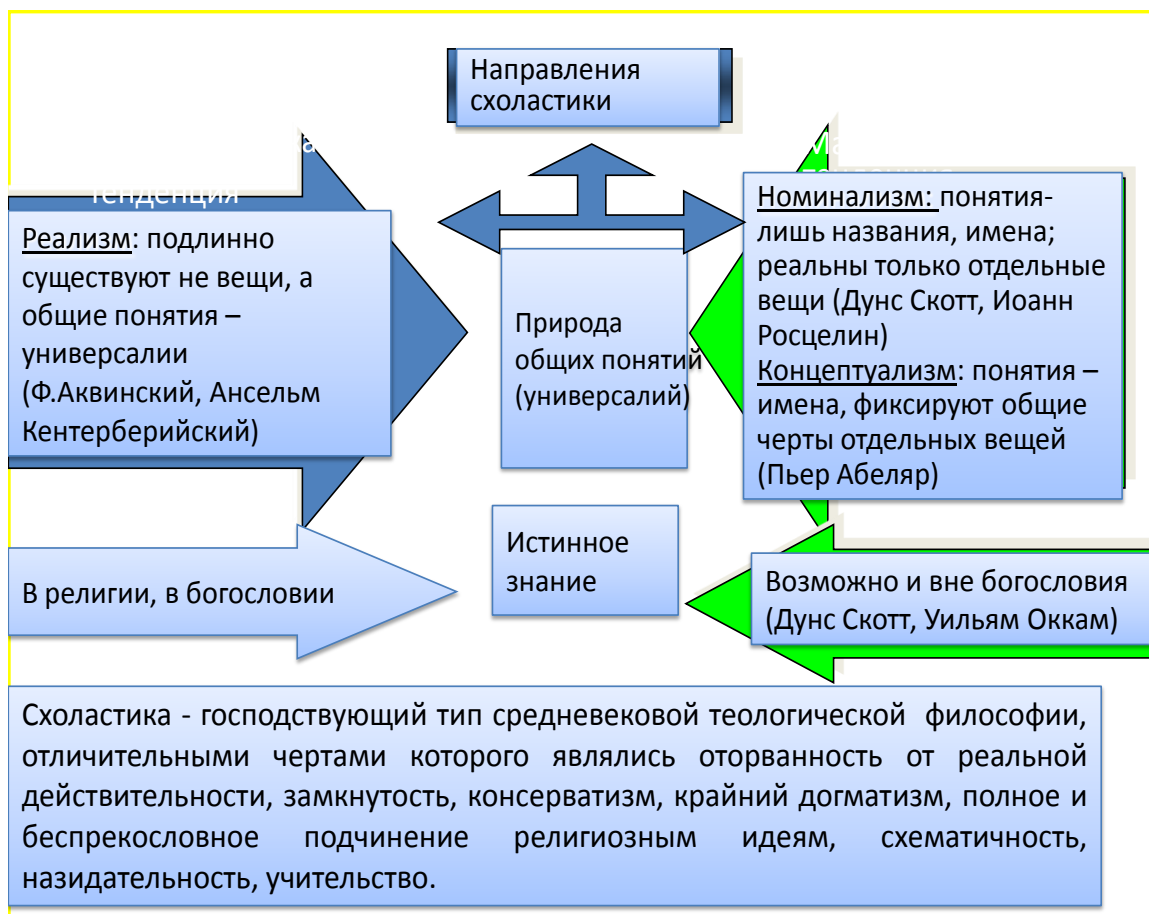 Направления
схоластики
тенденция
Реализм: подлинно
существуют не вещи, а
общие понятия –
универсалии
(Ф.Аквинский, Ансельм
Кентерберийский)
Природа
общих понятий
(универсалий)
Номинализм: понятия-
лишь названия, имена;
реальны только отдельные
вещи (Дунс Скотт, Иоанн
Росцелин)
Концептуализм: понятия –
имена, фиксируют общие
черты отдельных вещей
(Пьер Абеляр)
В религии, в богословии
Истинное
знание
Возможно и вне богословия
(Дунс Скотт, Уильям Оккам)
Схоластика - господствующий тип средневековой теологической философии,
отличительными чертами которого являлись оторванность от реальной
действительности, замкнутость, консерватизм, крайний догматизм, полное и
беспрекословное подчинение религиозным идеям, схематичность,
назидательность, учительство.